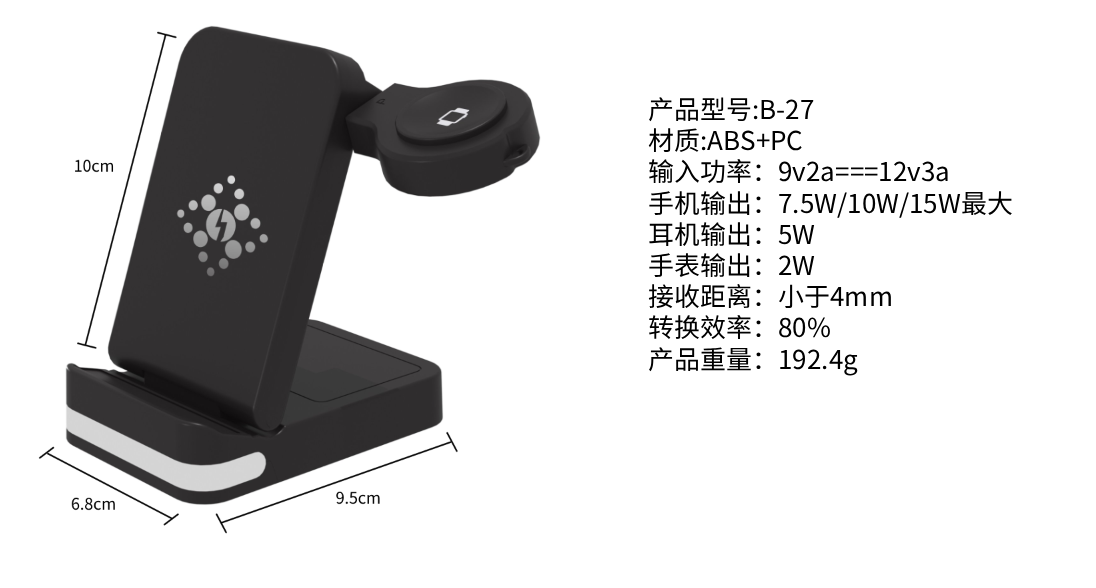 10cm
6.8cm
9.5cm
产品型号:B-27
材质:ABS+PC
输入功率：9v2a===12v3a
手机输出：7.5W/10W/15W最大
耳机输出：5W
手表输出：2W
接收距离：小于4mm
转换效率：80%
产品重量：192.4g